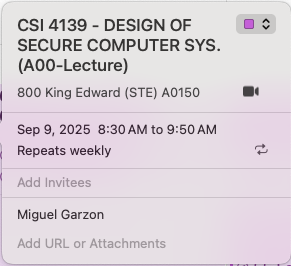 CSI 4139 - DESIGN OF
SECURE COMPUTER SYS.
(A00-Lecture)
800 King Edward (STE) A0150
Sep 9, 2025 8:30 AM to 9:50 AM
Repeats weekly
Add Invitees
Miguel Garzon
Add URL or Attachments